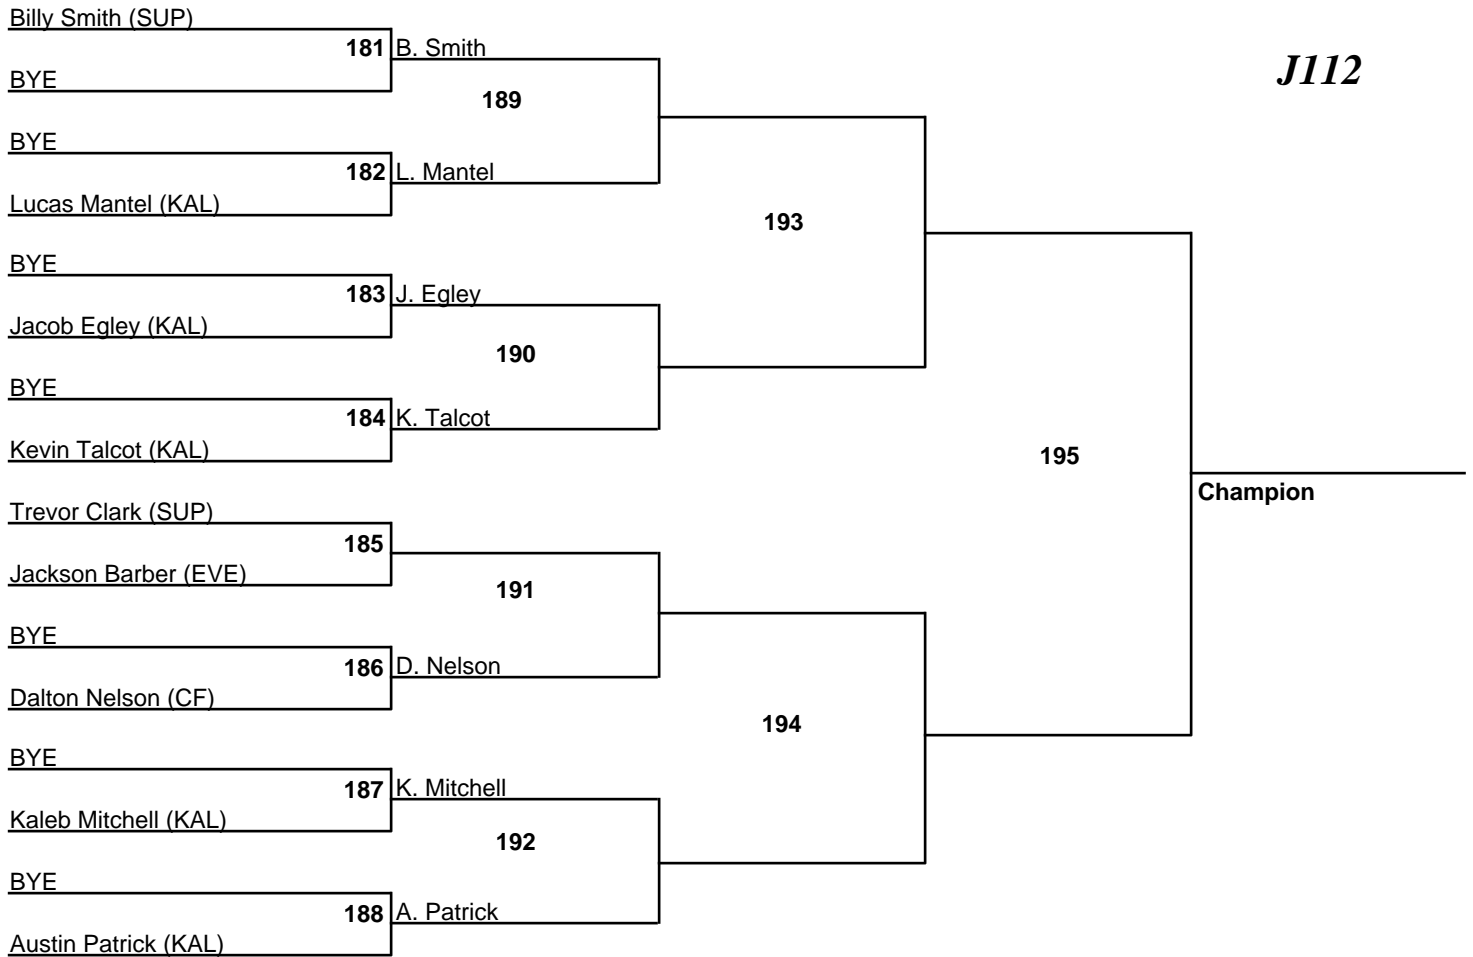 Billy Smith (SUP)
181 B. Smith
J112
BYE
189
BYE
182 L. Mantel
Lucas Mantel (KAL)
193
BYE
183 J. Egley
Jacob Egley (KAL)
190
BYE
184 K. Talcot
Kevin Talcot (KAL)
195
Champion
Trevor Clark (SUP)
185
Jackson Barber (EVE)
191
BYE
186 D. Nelson
Dalton Nelson (CF)
194
BYE
187 K. Mitchell
Kaleb Mitchell (KAL)
192
BYE
188 A. Patrick
Austin Patrick (KAL)